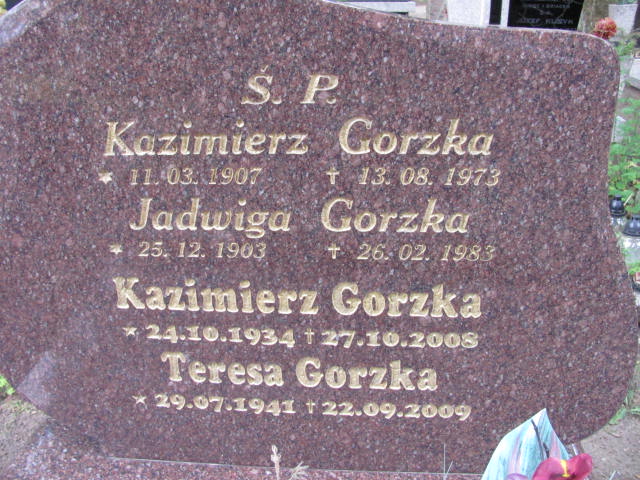 Ś. P.
Kazimierz Gorzka
* 11. 03. 1907 † 13. 08. 1973
Jadwiga Gorzka
* 25. 12. 1903 † 26. 02. 1983
Kazimierz Gorzka
* 24.10.1934 † 27.10.2008
Teresa Gorzka
* 29.07.1941 † 22.09.2009